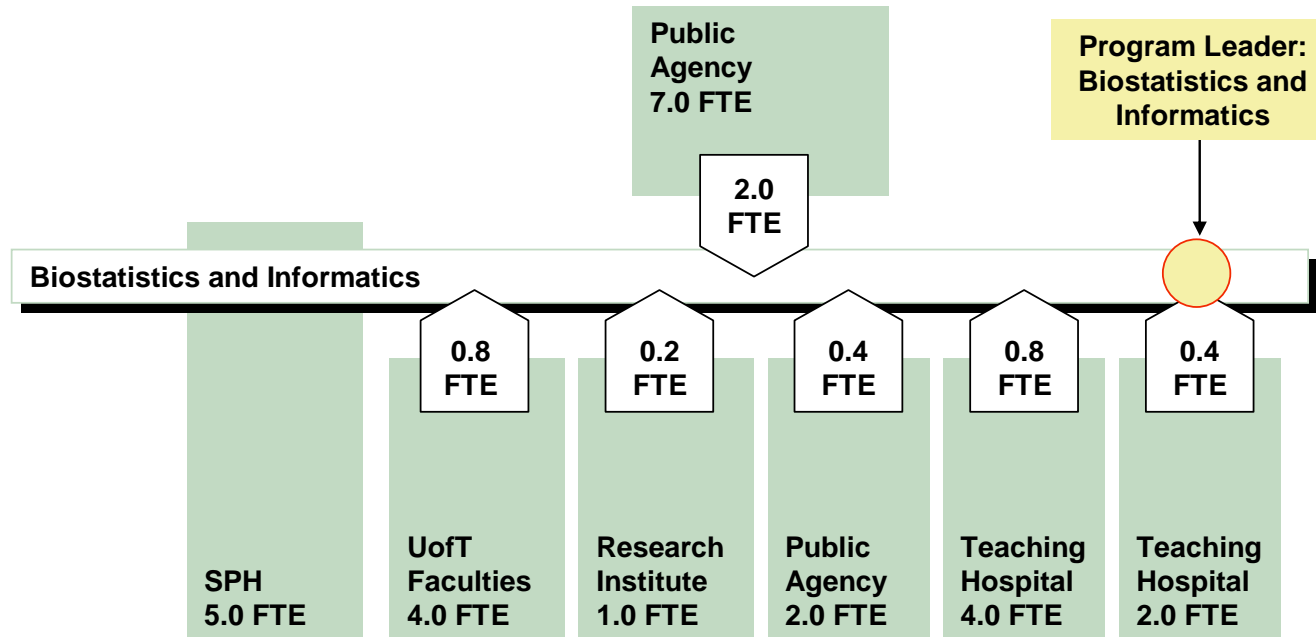 Public
Agency
7.0 FTE
Program Leader:
Biostatistics and
Informatics
2.0
FTE
Biostatistics and Informatics
0.8
FTE
0.2
FTE
0.4
FTE
0.8
FTE
0.4
FTE
SPH
5.0 FTE
UofT
Faculties
4.0 FTE
Research
Institute
1.0 FTE
Public
Agency
2.0 FTE
Teaching
Hospital
4.0 FTE
Teaching
Hospital
2.0 FTE